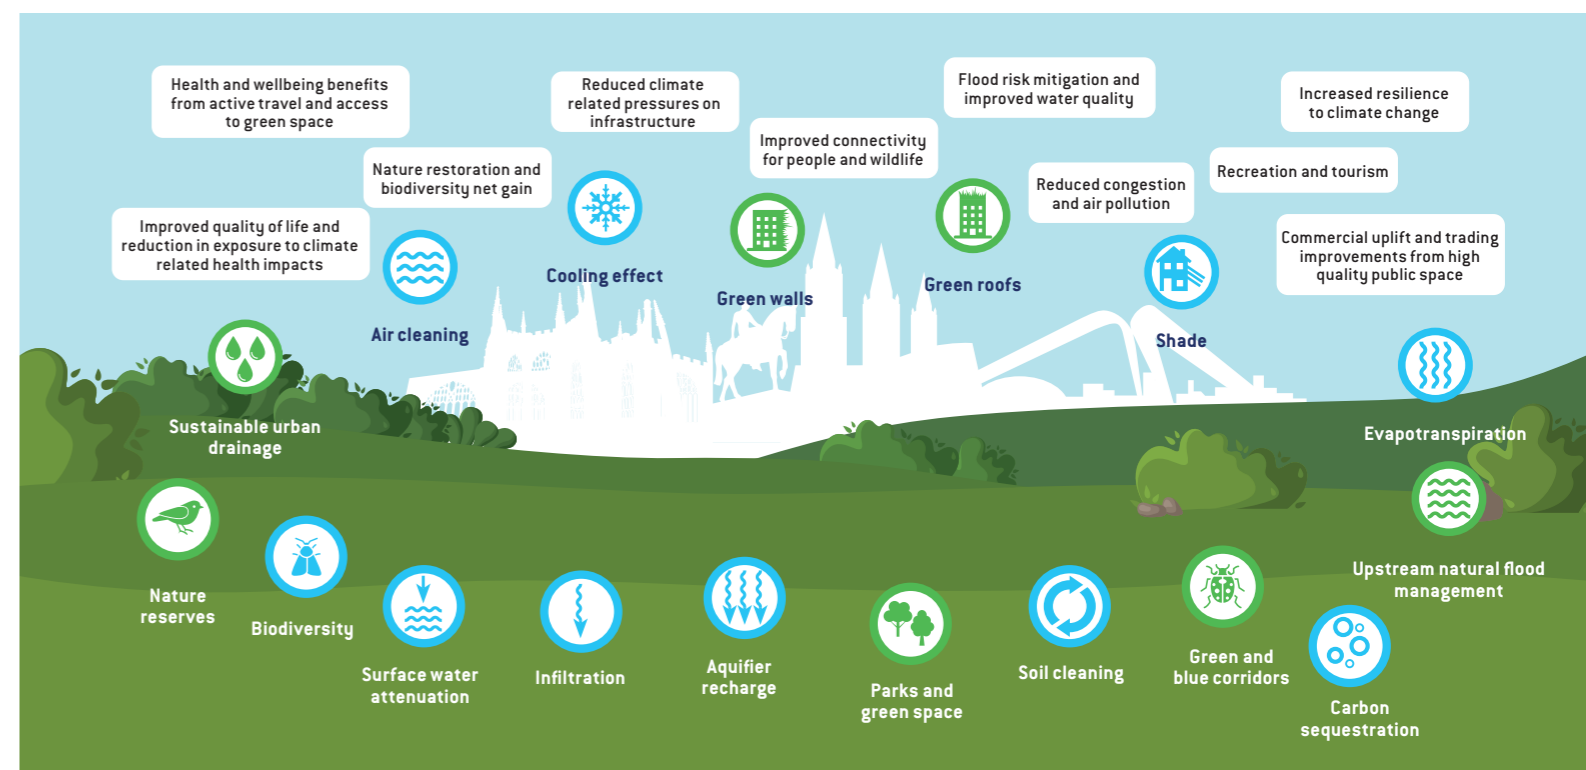 Health and wellbeing benefits
from active travel and access
to green space
Reduced climate
related pressures on
infrastructure
Flood risk mitigation and
improved water quality
Increased resilience
to climate change
Improved connectivity
for people and wildlife
Nature restoration and
biodiversity net gain
Reduced congestion
and air pollution
Recreation and tourism
Improved quality of life and
reduction in exposure to climate
related health impacts
Commercial uplift and trading
improvements from high
quality public space
Cooling effect
Green walls
Green roofs
Air cleaning
Shade
Sustainable urban
drainage
Evapotranspiration
Nature
reserves
Biodiversity
Surface water
attenuation
Infiltration
Aquifier
recharge
Parks and
green space
Soil cleaning
Green and
blue corridors
Upstream natural flood
management
Carbon
sequestration